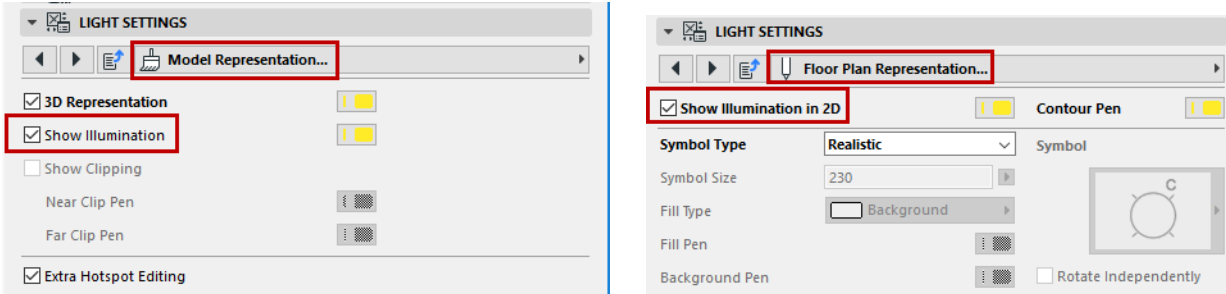 LIGHT SETTINGS
Model Representation...
3D Representation
Show Illumination
Show Clipping
Near Clip Pen
Far Clip Pen
Extra Hotspot Editing
LIGHT SETTINGS
Floor Plan Representation...
Show Illumination in 2D Contour Pen
Symbol Type Realistic Symbol
Symbol Size 230
C
Fill Type Background
Fill Pen
Background Pen Rotate Independently